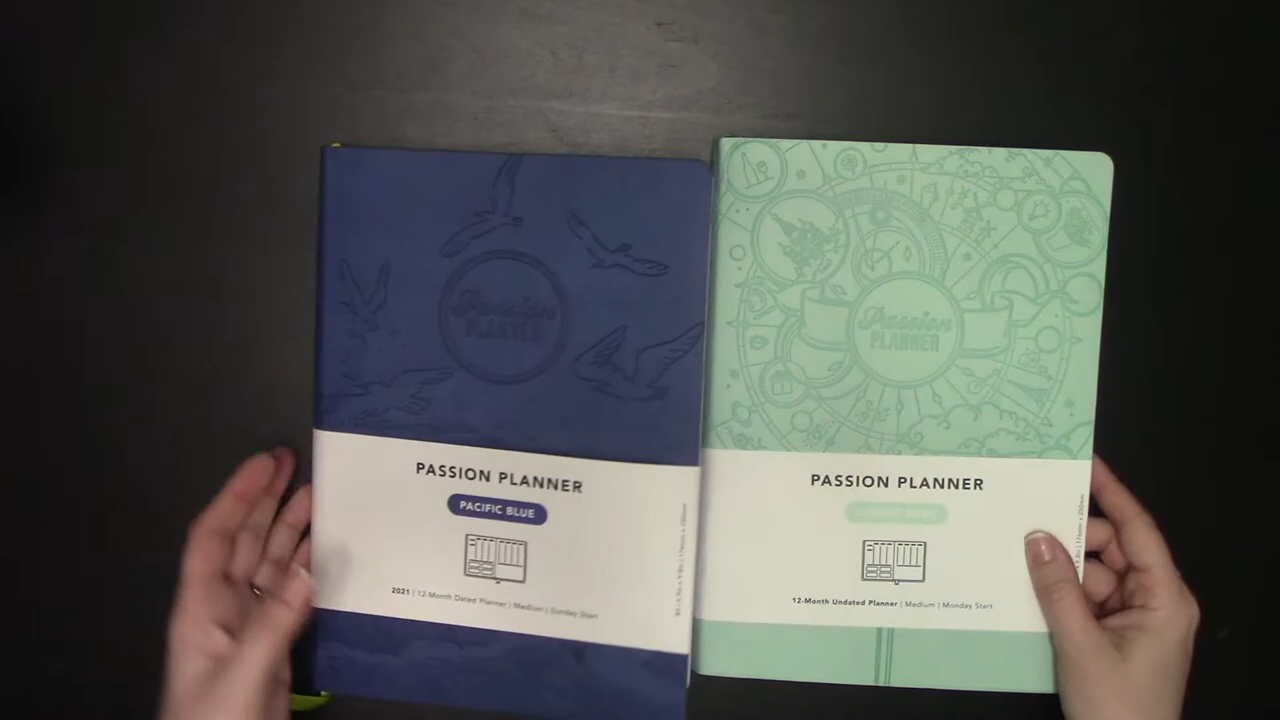 Passion
PLANNER
PASSION PLANNER
PACIFIC BLUE
2021 | 12-Month Dated Planner | Medium | Sunday Start
Passion
PLANNER
PASSION PLANNER
12-Month Undated Planner | Medium | Monday Start